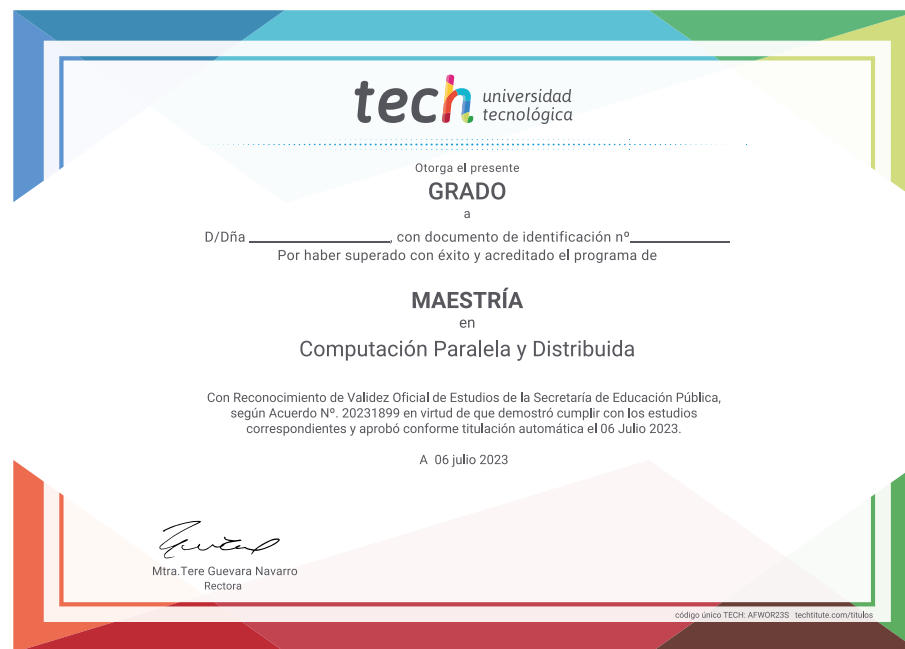 tech universidad
tecnológica
Otorga el presente
GRADO
a
D/Dña ____________, con documento de identificación nº____________
Por haber superado con éxito y acreditado el programa de
MAESTRÍA
en
Computación Paralela y Distribuida
Con Reconocimiento de Validez Oficial de Estudios de la Secretaría de Educación Pública,
según Acuerdo Nº. 20231899 en virtud de que demostró cumplir con los estudios
correspondientes y aprobó conforme titulación automática el 06 Julio 2023.
A 06 julio 2023
Mtra.Tere Guevara Navarro
Rectora
código único TECH: AFWOR23S techtitute.com/titulos